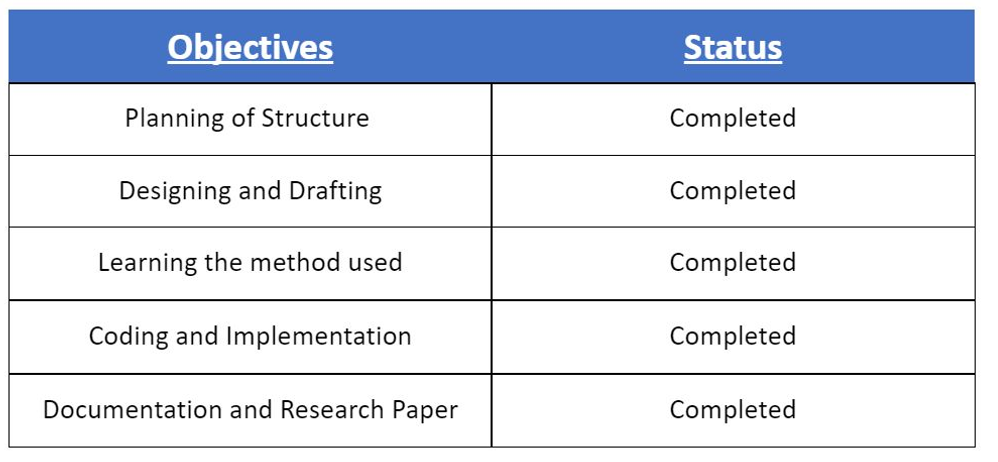 Objectives Status
Planning of Structure Completed
Designing and Drafting Completed
Learning the method used Completed
Coding and Implementation Completed
Documentation and Research Paper Completed